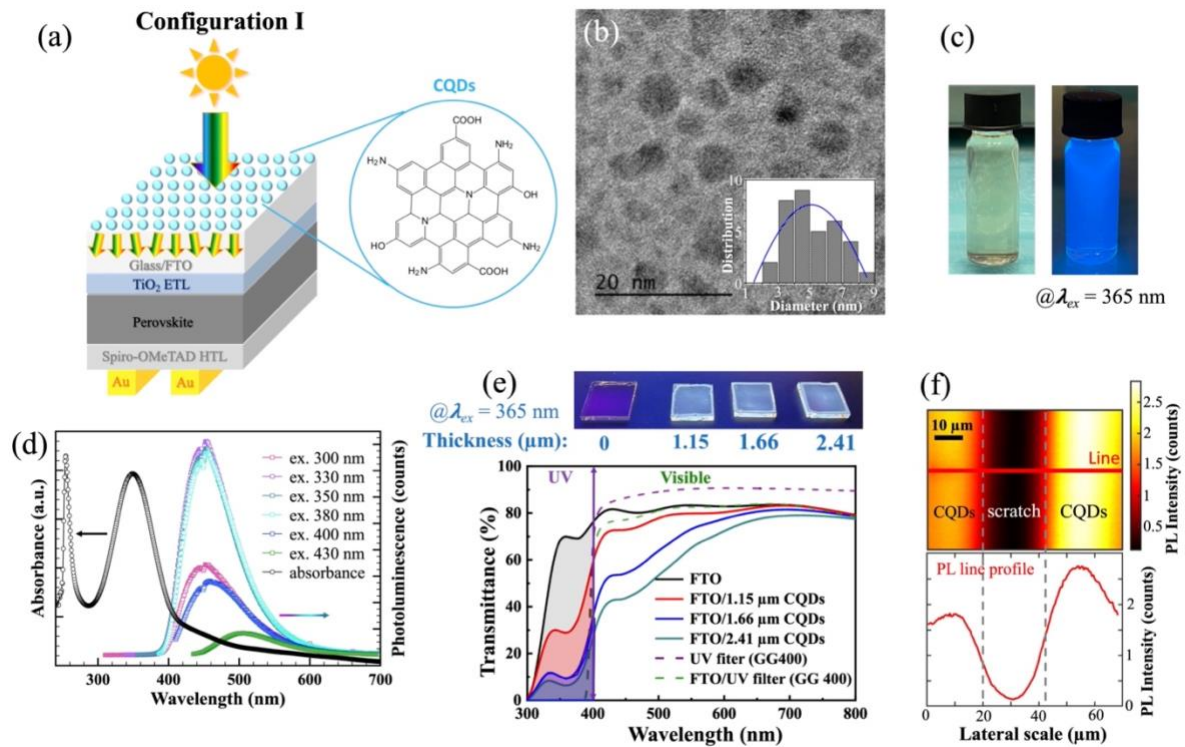 (a)
Configuration I
CQDs
COOH
H₂N
NH₂
N
OH
N
HO
NH₂
H₂N
COOH
Glass/FTO
TiO₂ ETL
Perovskite
Spiro-OMeTAD HTL
Au Au
(b)
20 nm
Distribution
10
5
0
1 3 5 7 9
Diameter (nm)
(c)
@λex = 365 nm
(d)
Absorbance (a.u.)
Photoluminescence (counts)
ex. 300 nm
ex. 330 nm
ex. 350 nm
ex. 380 nm
ex. 400 nm
ex. 430 nm
absorbance
300 400 500 600 700
Wavelength (nm)
(e)
@λex = 365 nm
Thickness (µm): 0 1.15 1.66 2.41
Transmittance (%)
100
80
60
40
20
0
UV Visible
FTO
FTO/1.15 µm CQDs
FTO/1.66 µm CQDs
FTO/2.41 µm CQDs
UV fiter (GG400)
FTO/UV filter (GG 400)
300 400 500 600 700 800
Wavelength (nm)
(f)
10 µm
Line
CQDs scratch CQDs
2.5
2
1.5
1
0.5
PL Intensity (counts)
PL line profile
2
1
0
PL Intensity (counts)
0 20 40 60
Lateral scale (µm)